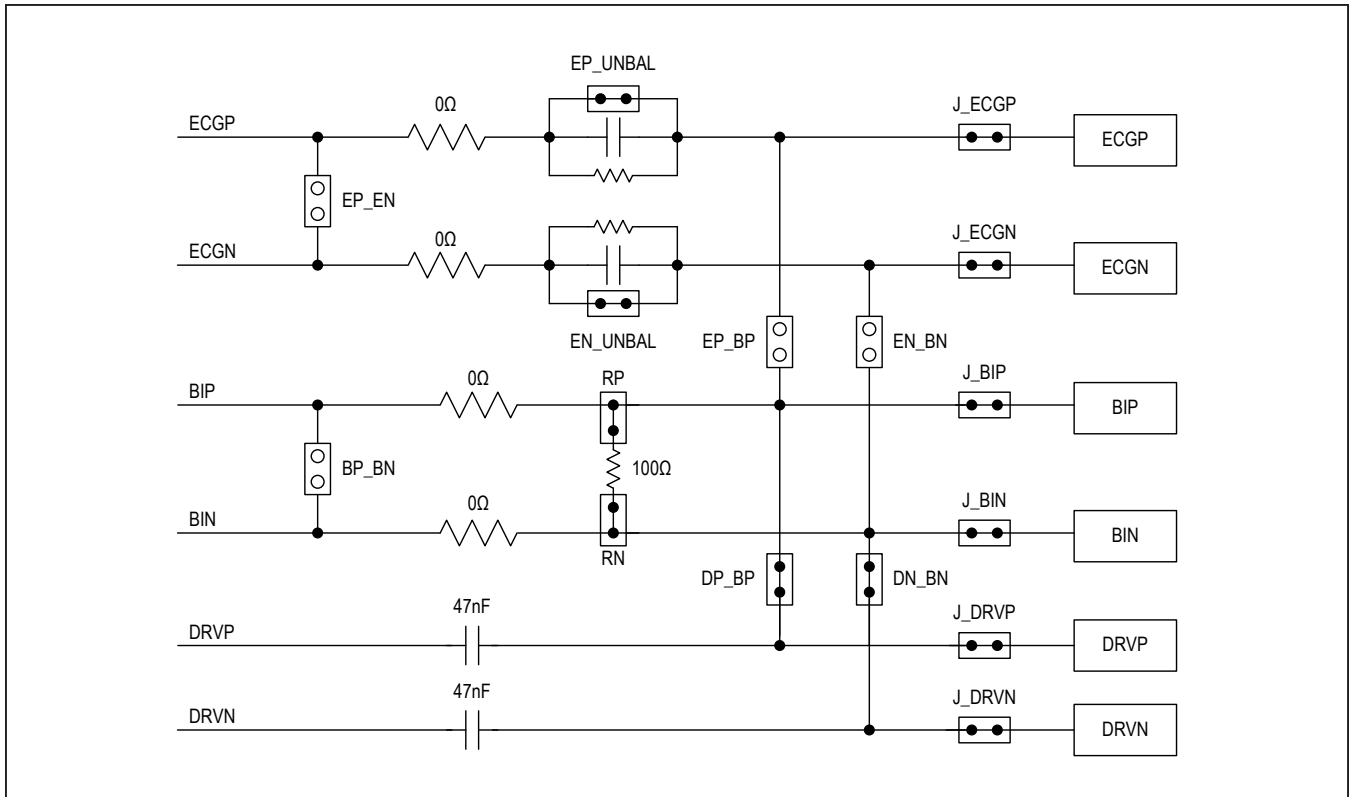 EP_UNBAL
J_ECGP
0Ω
ECGP
ECGP
EP_EN
J_ECGN
0Ω
ECGN
ECGN
EN_UNBAL
EP_BP
EN_BN
J_BIP
RP
0Ω
BIP
BIP
BP_BN
100Ω
J_BIN
0Ω
BIN
BIN
RN
DP_BP
DN_BN
J_DRVP
47nF
DRVP
DRVP
J_DRVN
47nF
DRVN
DRVN